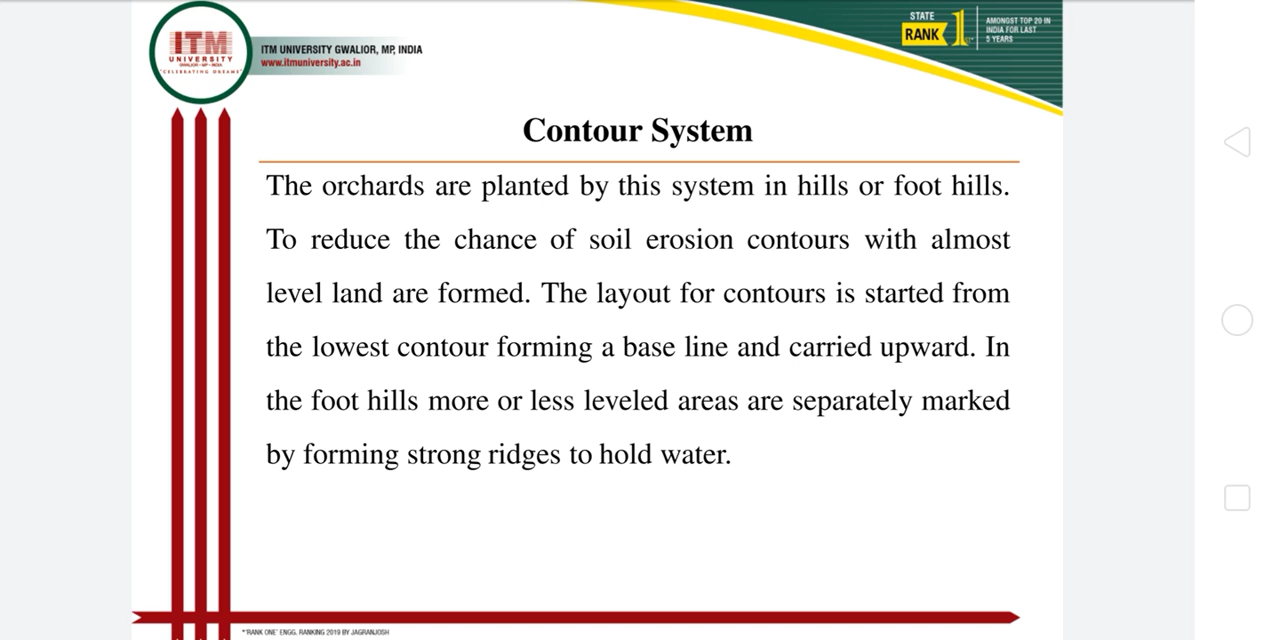 ITM
UNIVERSITY
GWALIOR • MP • INDIA
"CELEBRATING DREAMS"
ITM UNIVERSITY GWALIOR, MP, INDIA
www.itmuniversity.ac.in
STATE
RANK 1
AMONGST TOP 20 IN
INDIA FOR LAST
5 YEARS
Contour System
The orchards are planted by this system in hills or foot hills.
To reduce the chance of soil erosion contours with almost
level land are formed. The layout for contours is started from
the lowest contour forming a base line and carried upward. In
the foot hills more or less leveled areas are separately marked
by forming strong ridges to hold water.
*'RANK ONE' ENGG. RANKING 2019 BY JAGRANJOSH